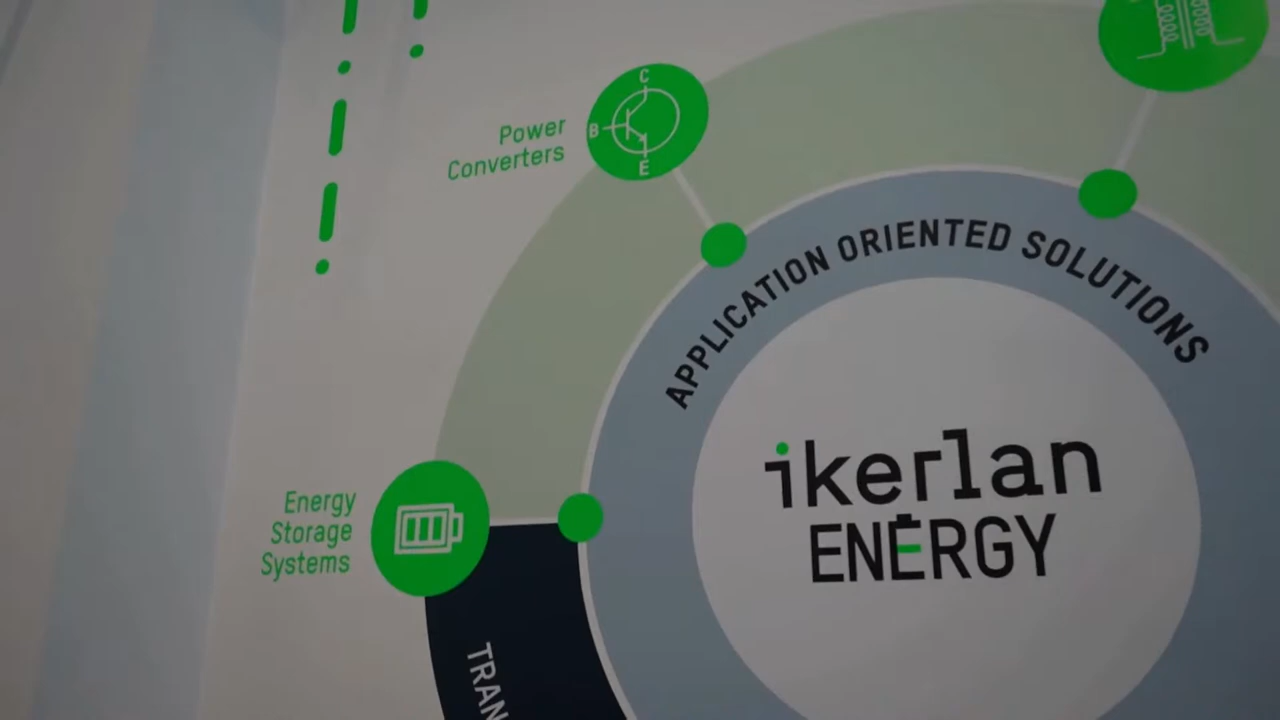 C
B
E
Power
Converters
APPLICATION ORIENTED SOLUTIONS
ikerlan
ENERGY
Energy
Storage
Systems